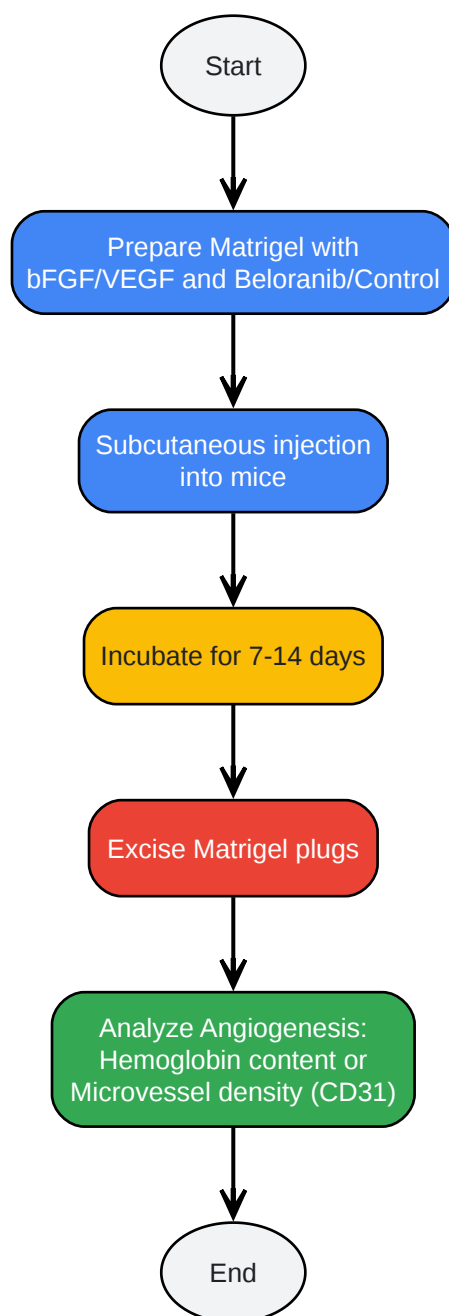 Start
Prepare Matrigel with
bFGF/VEGF and Beloranib/Control
Subcutaneous injection
into mice
Incubate for 7-14 days
Excise Matrigel plugs
Analyze Angiogenesis:
Hemoglobin content or
Microvessel density (CD31)
End